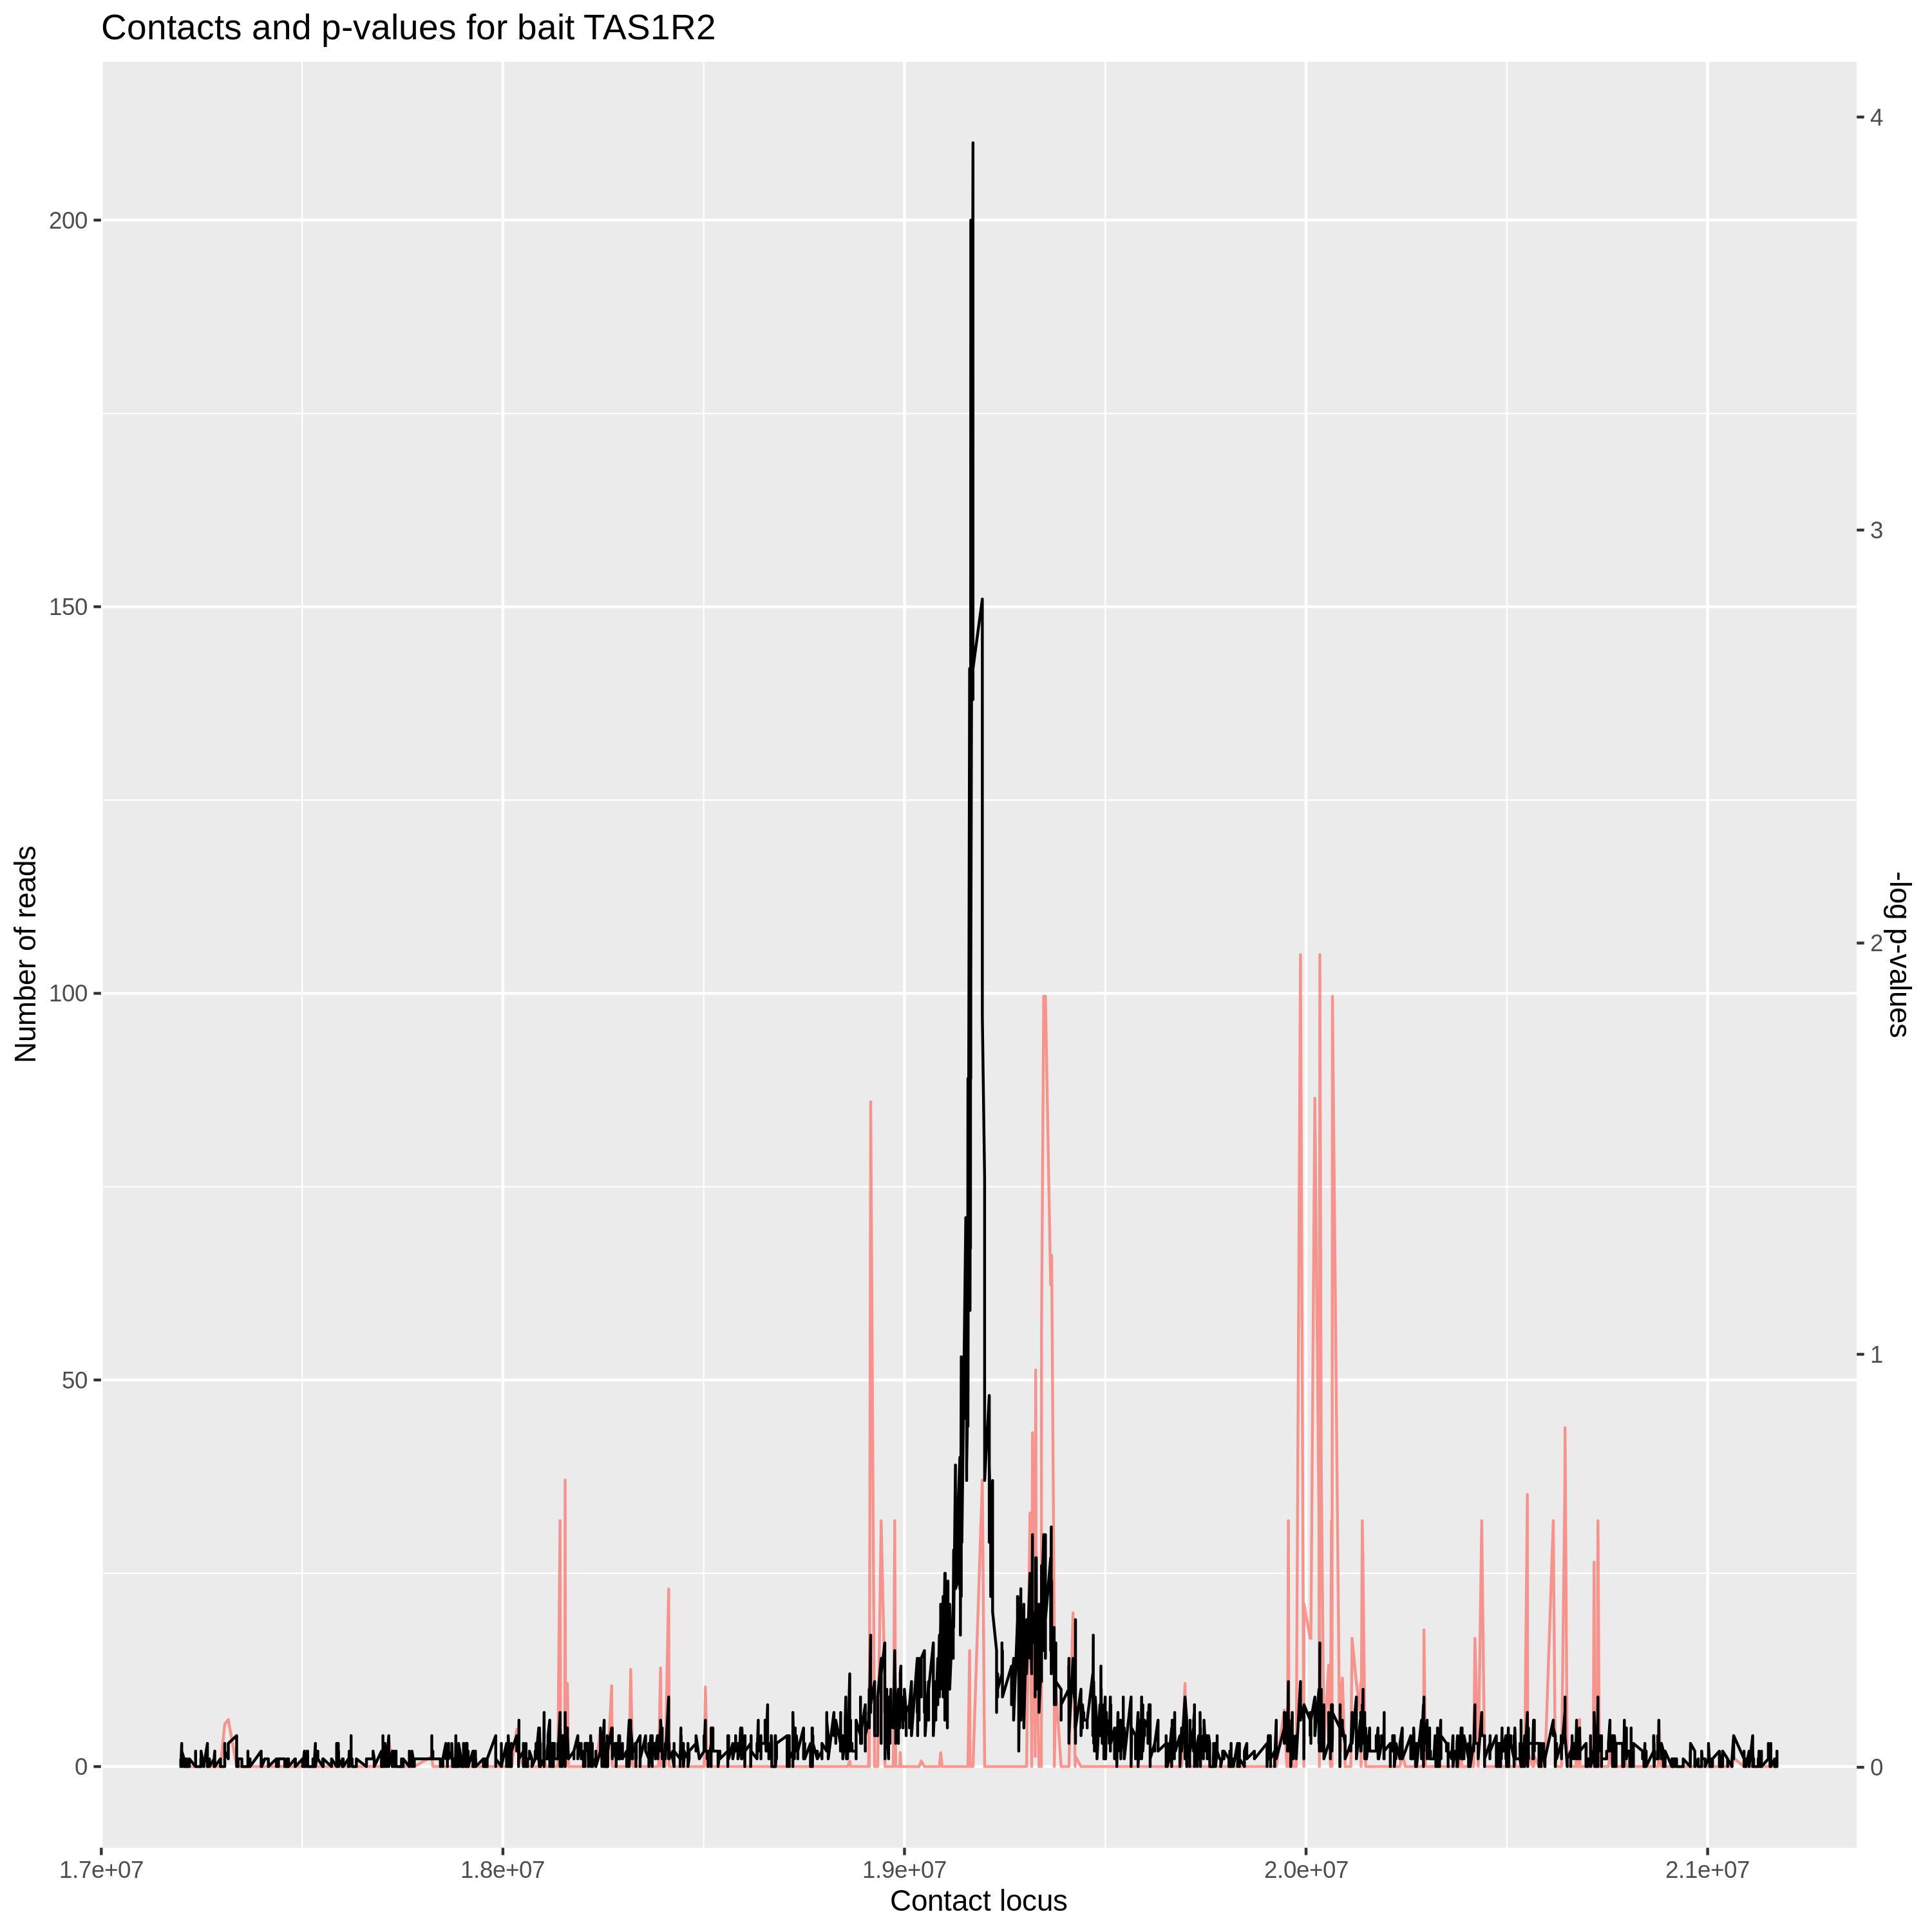 Contacts and p-values for bait TAS1R2
Number of reads
200
150
100
50
0
4
3
2
1
0
-log p-values
1.7e+07 1.8e+07 1.9e+07 2.0e+07 2.1e+07
Contact locus